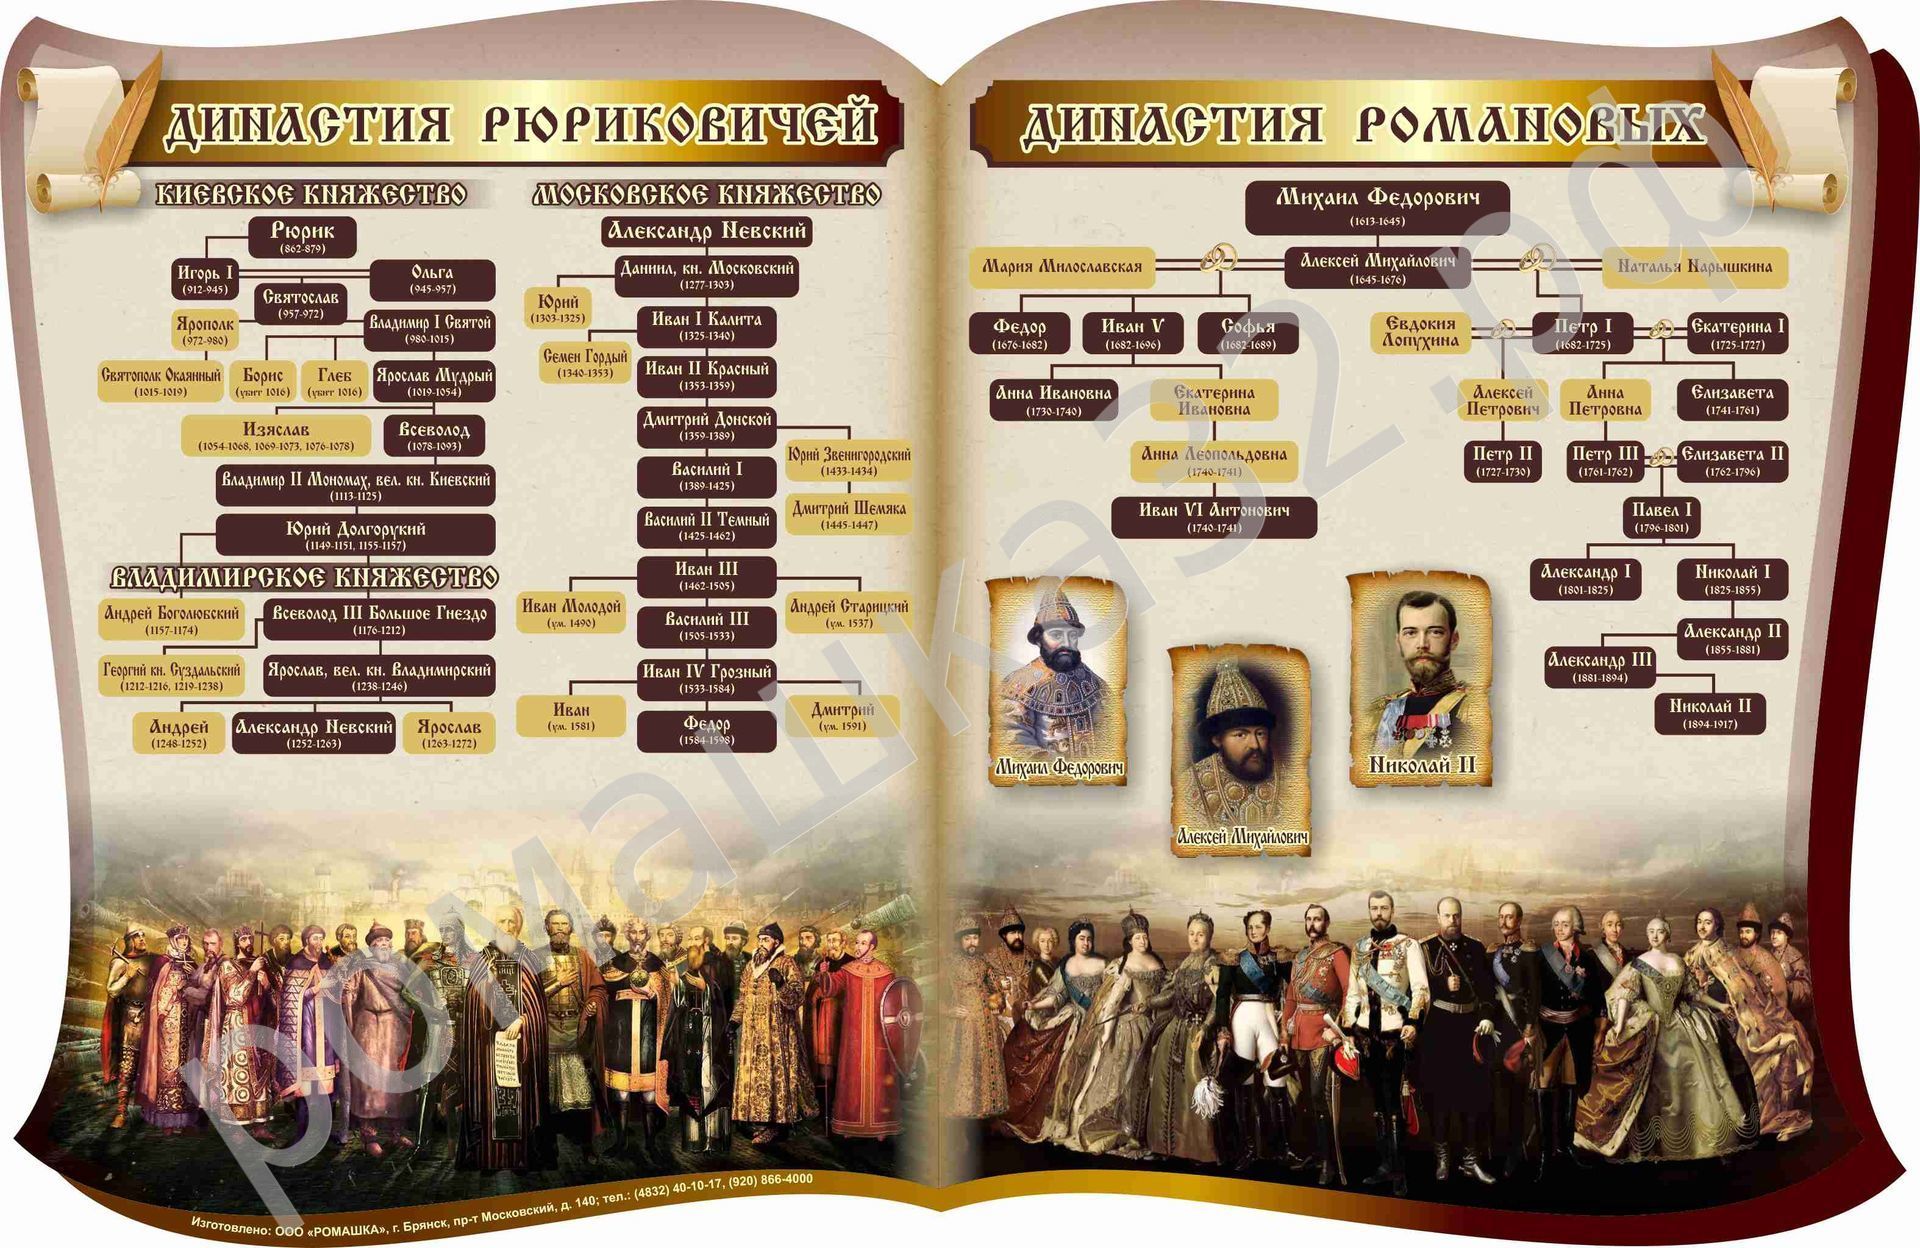 ДИНАСТИЯ РЮРИКОВИЧЕЙ
КИЕВСКОЕ КНЯЖЕСТВО
Рюрик
(862-879)
Игорь I
(912-945)
Ольга
(945-957)
Святослав
(957-972)
Ярополк
(972-980)
Владимир I Святой
(980-1015)
Святополк Окаянный
(1015-1019)
Борис
(убит 1016)
Глеб
(убит 1016)
Ярослав Мудрый
(1019-1054)
Изяслав
(1054-1068, 1069-1073, 1076-1078)
Всеволод
(1078-1093)
Владимир II Мономах, вел. кн. Киевский
(1113-1125)
Юрий Долгорукий
(1149-1151, 1155-1157)
ВЛАДИМИРСКОЕ КНЯЖЕСТВО
Андрей Боголюбский
(1157-1174)
Всеволод III Большое Гнездо
(1176-1212)
Георгий кн. Суздальский
(1212-1216, 1219-1238)
Ярослав, вел. кн. Владимирский
(1238-1246)
Андрей
(1248-1252)
Александр Невский
(1252-1263)
Ярослав
(1263-1272)
МОСКОВСКОЕ КНЯЖЕСТВО
Александр Невский
Даниил, кн. Московский
(1277-1303)
Юрий
(1303-1325)
Иван I Калита
(1325-1340)
Семен Гордый
(1340-1353)
Иван II Красный
(1353-1359)
Дмитрий Донской
(1359-1389)
Юрий Звенигородский
(1433-1434)
Василий I
(1389-1425)
Дмитрий Шемяка
(1445-1447)
Василий II Темный
(1425-1462)
Иван III
(1462-1505)
Иван Молодой
(ум. 1490)
Андрей Старицкий
(ум. 1537)
Василий III
(1505-1533)
Иван IV Грозный
(1533-1584)
Иван
(ум. 1581)
Федор
(1584-1598)
Дмитрий
(ум. 1591)
Изготовлено: ООО «РОМАШКА», г. Брянск, пр-т Московский, д. 140; тел.: (4832) 40-10-17, (920) 866-4000
ДИНАСТИЯ РОМАНОВЫХ
Михаил Федорович
(1613-1645)
Мария Милославская
Алексей Михайлович
(1645-1676)
Наталья Нарышкина
Федор
(1676-1682)
Иван V
(1682-1696)
Софья
(1682-1689)
Евдокия
Лопухина
Петр I
(1682-1725)
Екатерина I
(1725-1727)
Анна Ивановна
(1730-1740)
Екатерина
Ивановна
Алексей
Петрович
Анна
Петровна
Елизавета
(1741-1761)
Анна Леопольдовна
(1740-1741)
Петр II
(1727-1730)
Петр III
(1761-1762)
Елизавета II
(1762-1796)
Иван VI Антонович
(1740-1741)
Павел I
(1796-1801)
Александр I
(1801-1825)
Николай I
(1825-1855)
Александр II
(1855-1881)
Александр III
(1881-1894)
Николай II
(1894-1917)
Михаил Федорович
Алексей Михайлович
Николай II
ромашка32.рф